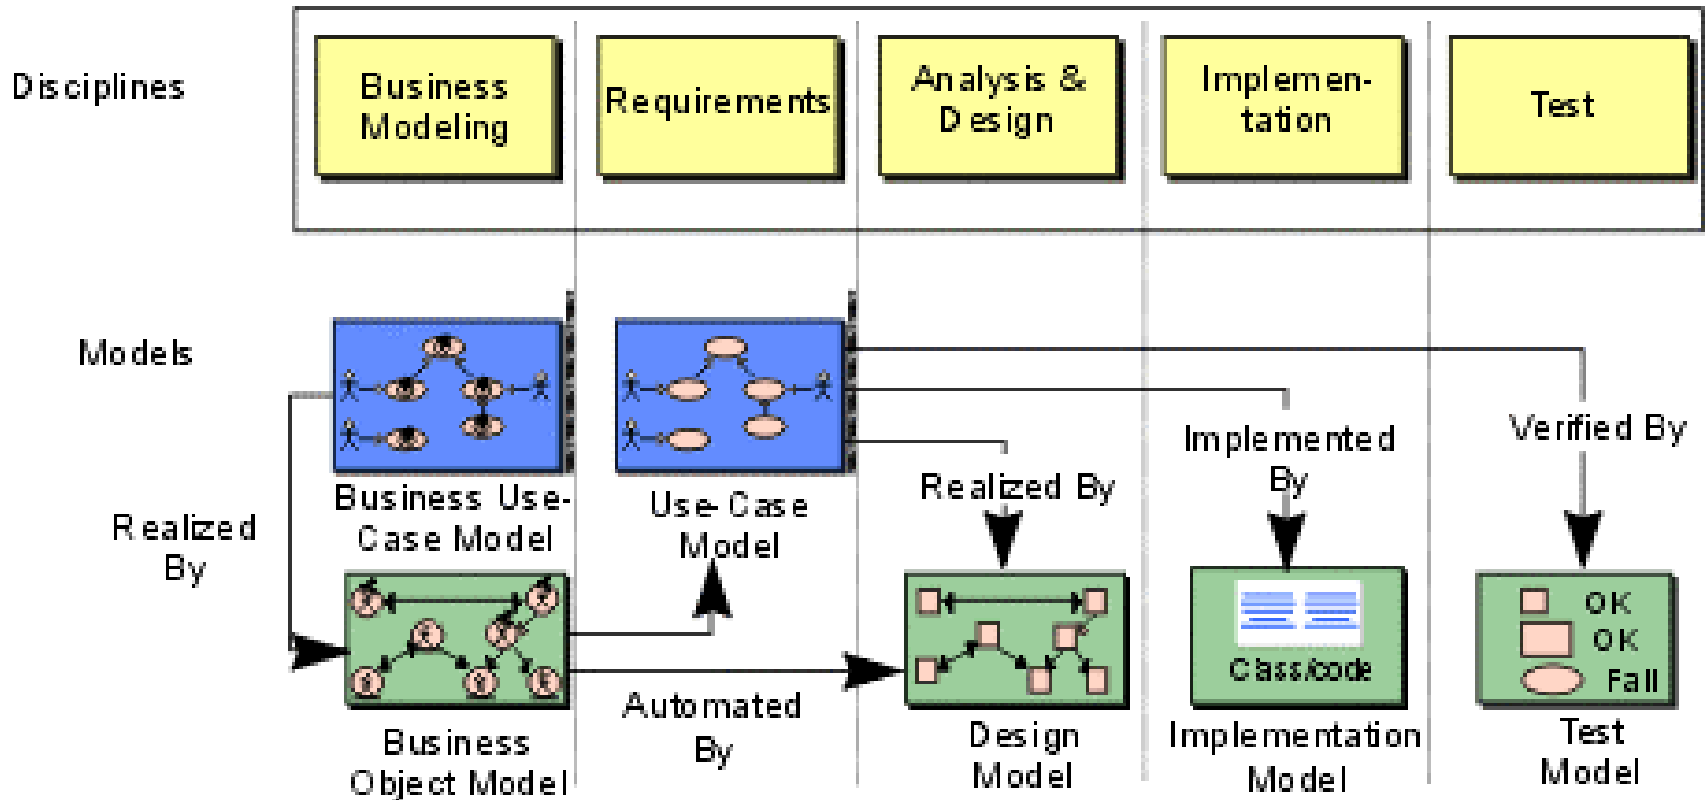 Disciplines
Business
Modeling
Requirements
Analysis &
Design
Implemen-
tation
Test
Models
Business Use-
Case Model
Use-Case
Model
Realized
By
Realized By
Implemented
By
Verified By
Automated
By
Business
Object Model
Design
Model
Class/code
Implementation
Model
OK
OK
Fail
Test
Model